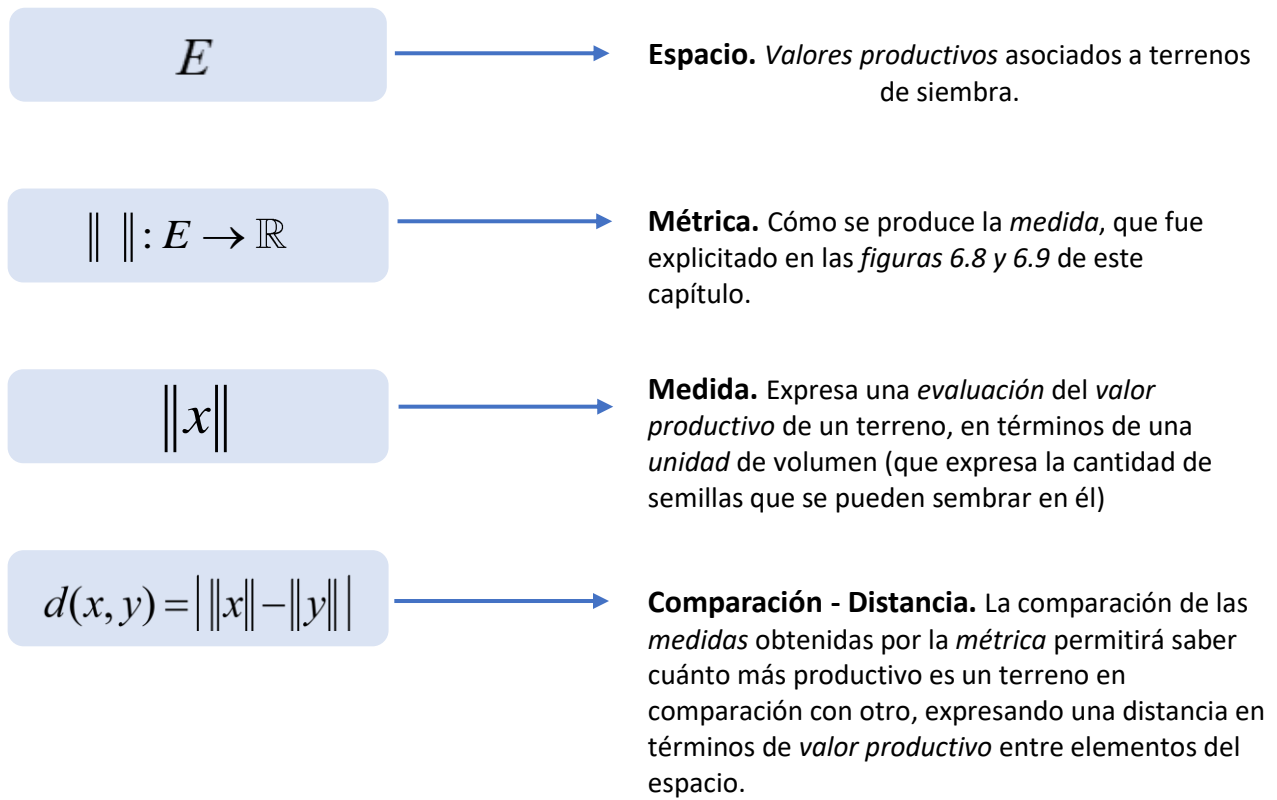 E
Espacio. Valores productivos asociados a terrenos
de siembra.
‖ ‖: E → ℝ
Métrica. Cómo se produce la medida, que fue
explicitado en las figuras 6.8 y 6.9 de este
capítulo.
‖x‖
Medida. Expresa una evaluación del valor
productivo de un terreno, en términos de una
unidad de volumen (que expresa la cantidad de
semillas que se pueden sembrar en él)
d(x, y) = | ‖x‖ − ‖y‖ |
Comparación - Distancia. La comparación de las
medidas obtenidas por la métrica permitirá saber
cuánto más productivo es un terreno en
comparación con otro, expresando una distancia en
términos de valor productivo entre elementos del
espacio.